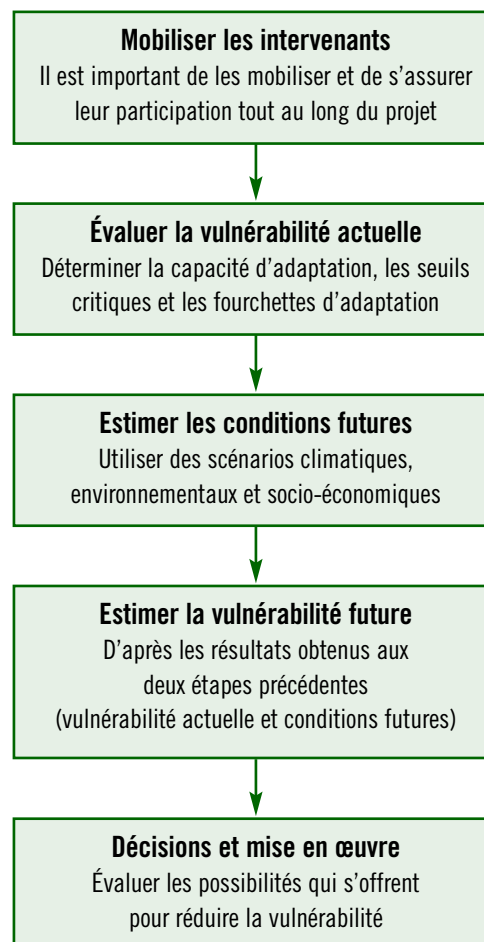 Mobiliser les intervenants
Il est important de les mobiliser et de s’assurer
leur participation tout au long du projet
Évaluer la vulnérabilité actuelle
Déterminer la capacité d’adaptation, les seuils
critiques et les fourchettes d’adaptation
Estimer les conditions futures
Utiliser des scénarios climatiques,
environnementaux et socio-économiques
Estimer la vulnérabilité future
D’après les résultats obtenus aux
deux étapes précédentes
(vulnérabilité actuelle et conditions futures)
Décisions et mise en œuvre
Évaluer les possibilités qui s’offrent
pour réduire la vulnérabilité